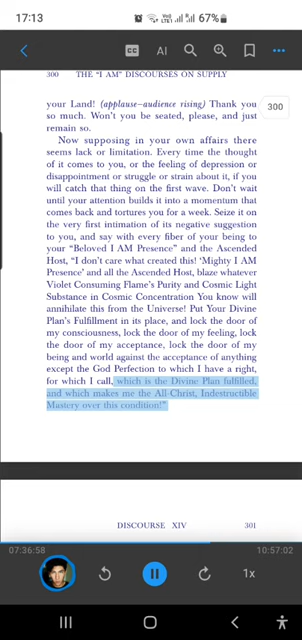 17:13
67%
CC
AI
300 THE "I AM" DISCOURSES ON SUPPLY
300
your Land! (applause–audience rising) Thank you
so much. Won't you be seated, please, and just
remain so.
Now supposing in your own affairs there
seems lack or limitation. Every time the thought
of it comes to you, or the feeling of depression or
disappointment or struggle or strain about it, if
you will catch that thing on the first wave. Don't wait
until your attention builds it into a momentum that
comes back and tortures you for a week. Seize it on
the very first intimation of its negative suggestion
to you, and say with every fiber of your being to
your "Beloved I AM Presence" and the Ascended
Host, "I don't care what created this! 'Mighty I AM
Presence' and all the Ascended Host, blaze whatever
Violet Consuming Flame's Purity and Cosmic Light
Substance in Cosmic Concentration You know will
annihilate this from the Universe! Put Your Divine
Plan's Fulfillment in its place, and lock the door of
my consciousness, lock the door of my feeling, lock
the door of my acceptance, lock the door of my
being and world against the acceptance of anything
except the God Perfection to which I have a right,
for which I call, which is the Divine Plan fulfilled,
and which makes me the All-Christ, Indestructible
Mastery over this condition!"
DISCOURSE XIV 301
07:36:58
10:57:02
1x